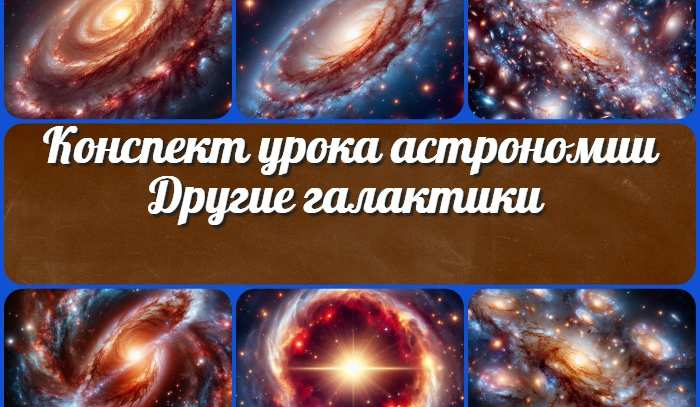 Конспект урока астрономии
Другие галактики